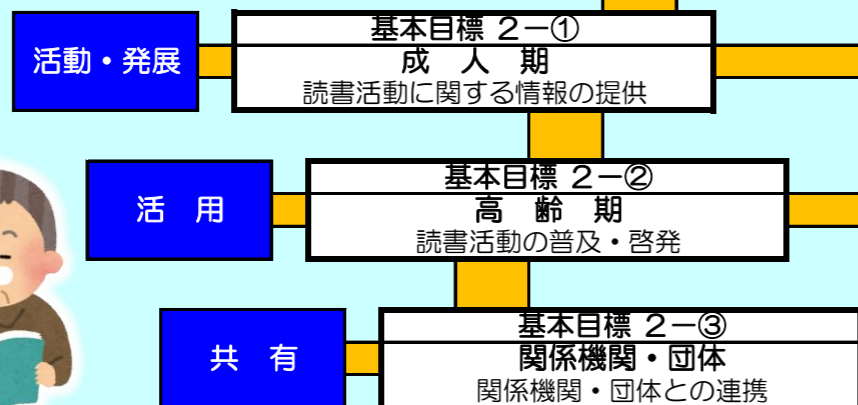 基本目標 2−①
活動・発展
成 人 期
読書活動に関する情報の提供
基本目標 2−②
活 用
高 齢 期
読書活動の普及・啓発
基本目標 2−③
共 有
関係機関・団体
関係機関・団体との連携